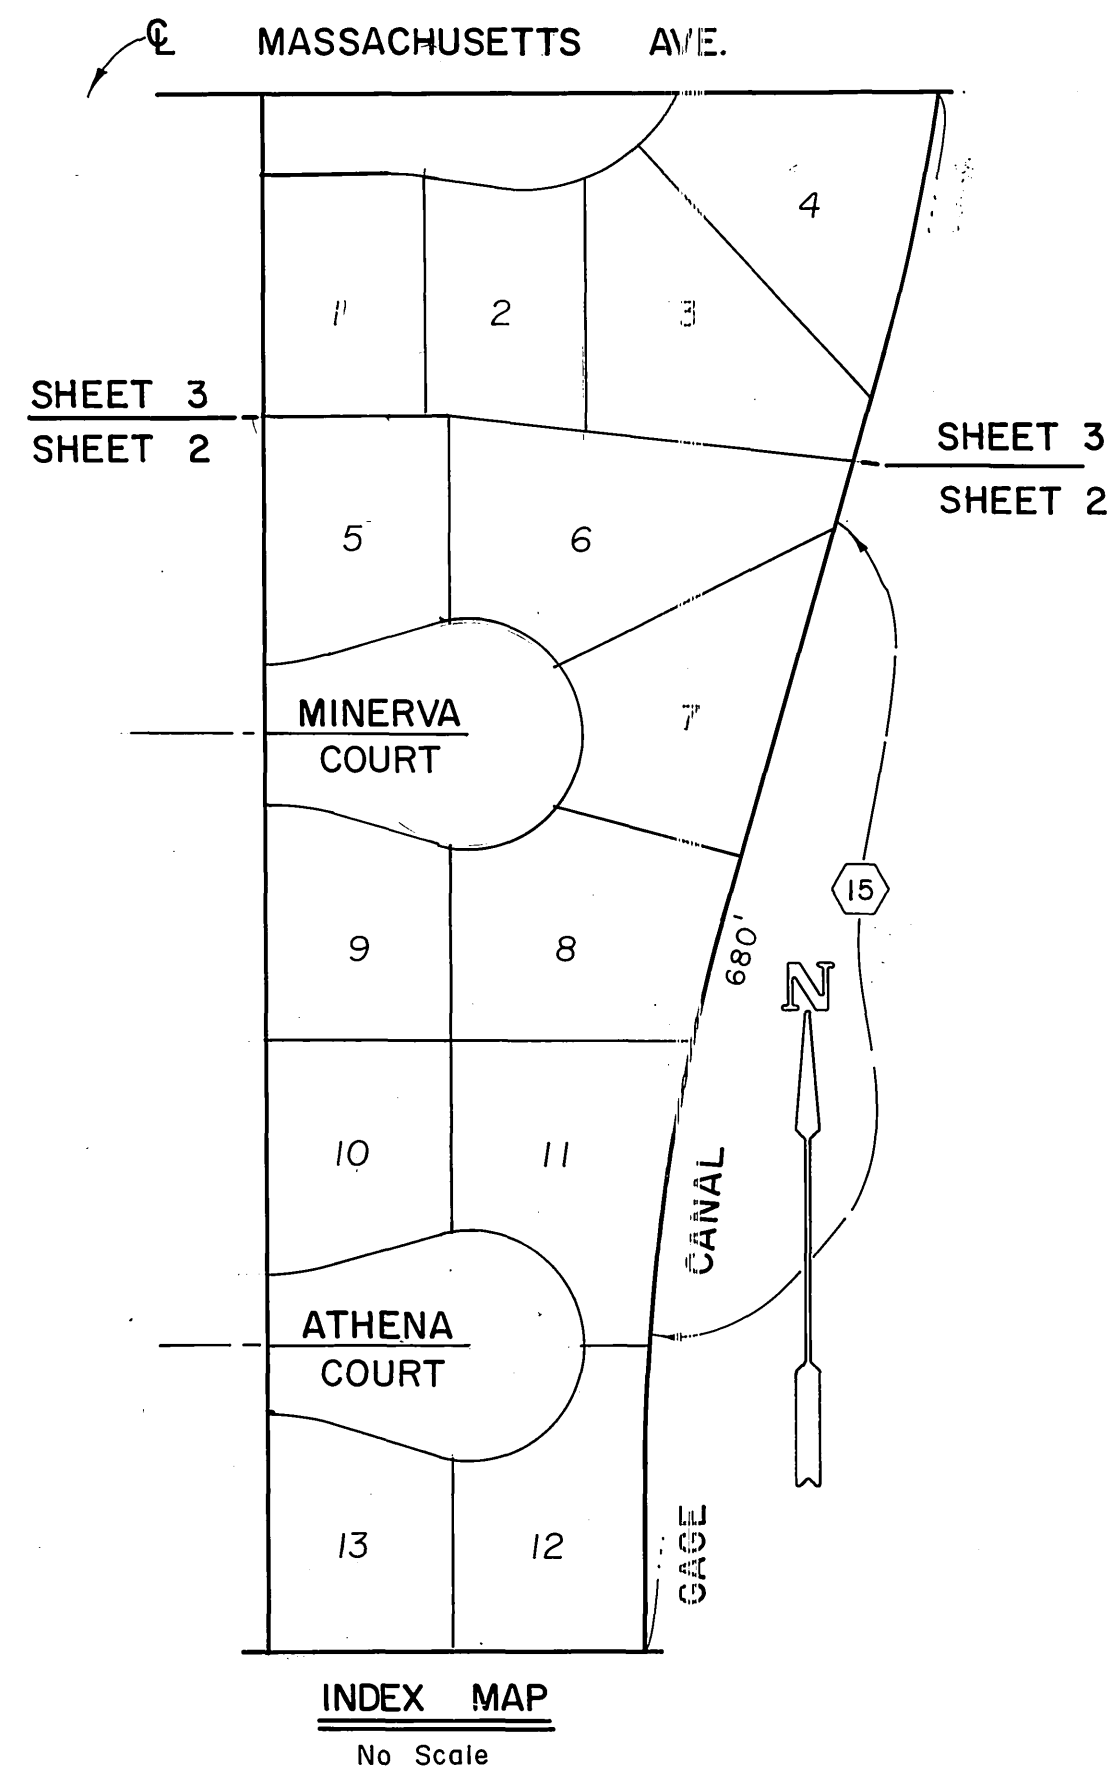 ℄ MASSACHUSETTS AVE.
4
1 2 3
SHEET 3
SHEET 2
SHEET 3
SHEET 2
5 6
MINERVA
COURT
7
15
9 8
680'
N
10 11
CANAL
ATHENA
COURT
GAGE
13 12
INDEX MAP
No Scale